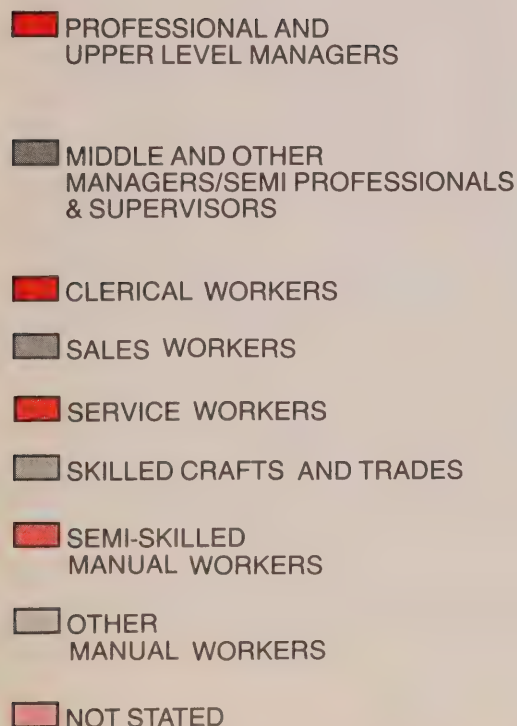 PROFESSIONAL AND
UPPER LEVEL MANAGERS
MIDDLE AND OTHER
MANAGERS/SEMI PROFESSIONALS
& SUPERVISORS
CLERICAL WORKERS
SALES WORKERS
SERVICE WORKERS
SKILLED CRAFTS AND TRADES
SEMI-SKILLED
MANUAL WORKERS
OTHER
MANUAL WORKERS
NOT STATED